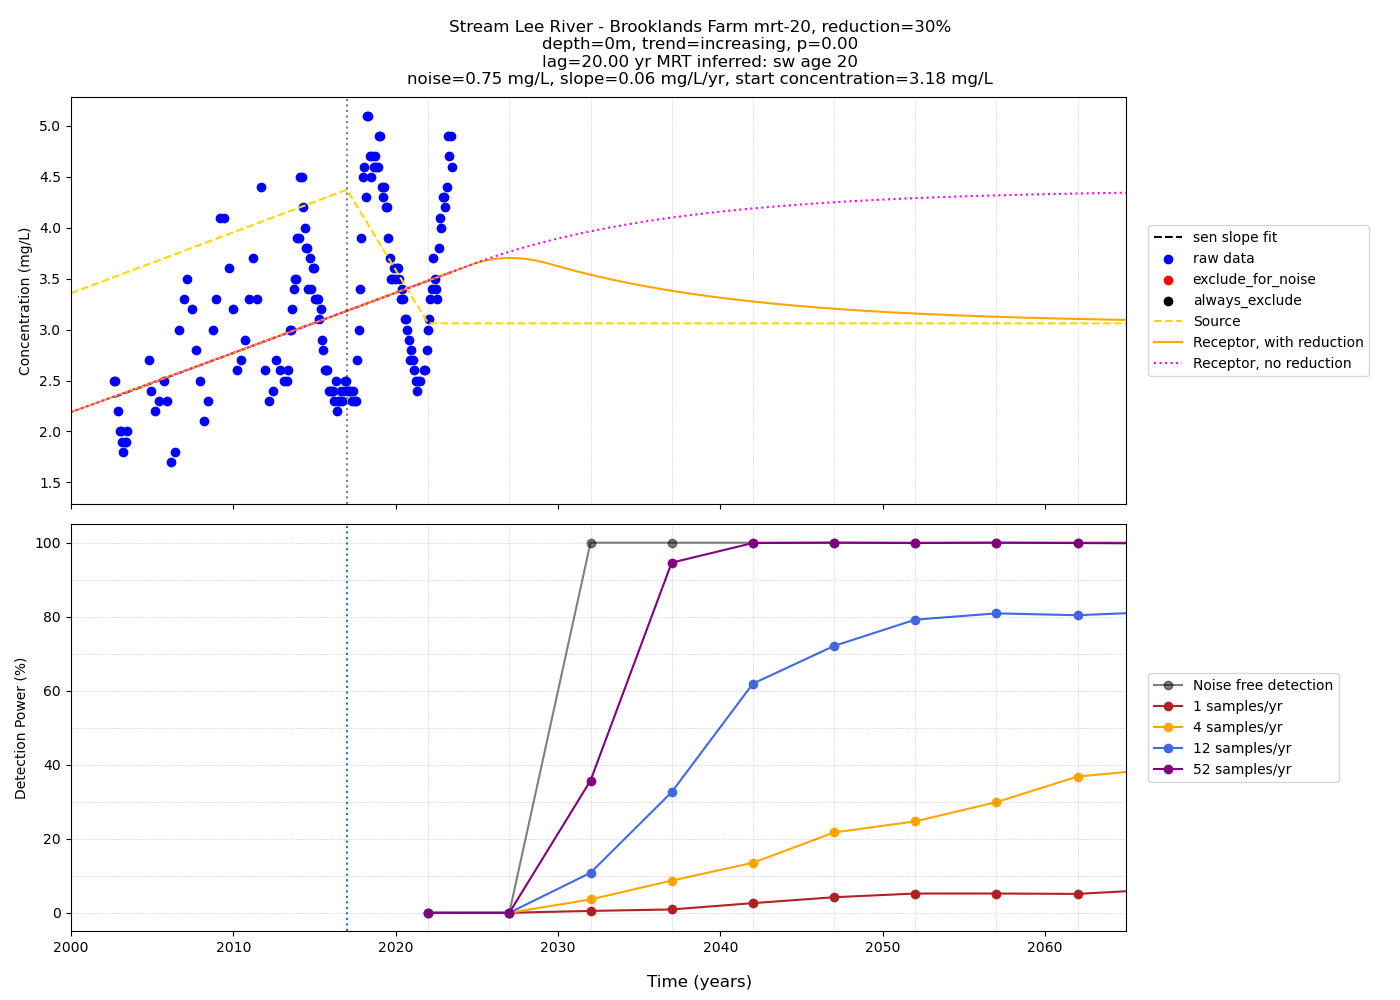 Stream Lee River - Brooklands Farm mrt-20, reduction=30%
depth=0m, trend=increasing, p=0.00
lag=20.00 yr MRT inferred: sw age 20
noise=0.75 mg/L, slope=0.06 mg/L/yr, start concentration=3.18 mg/L
Concentration (mg/L)
5.0
4.5
4.0
3.5
3.0
2.5
2.0
1.5
sen slope fit
raw data
exclude_for_noise
always_exclude
Source
Receptor, with reduction
Receptor, no reduction
Detection Power (%)
100
80
60
40
20
0
Noise free detection
1 samples/yr
4 samples/yr
12 samples/yr
52 samples/yr
2000 2010 2020 2030 2040 2050 2060
Time (years)